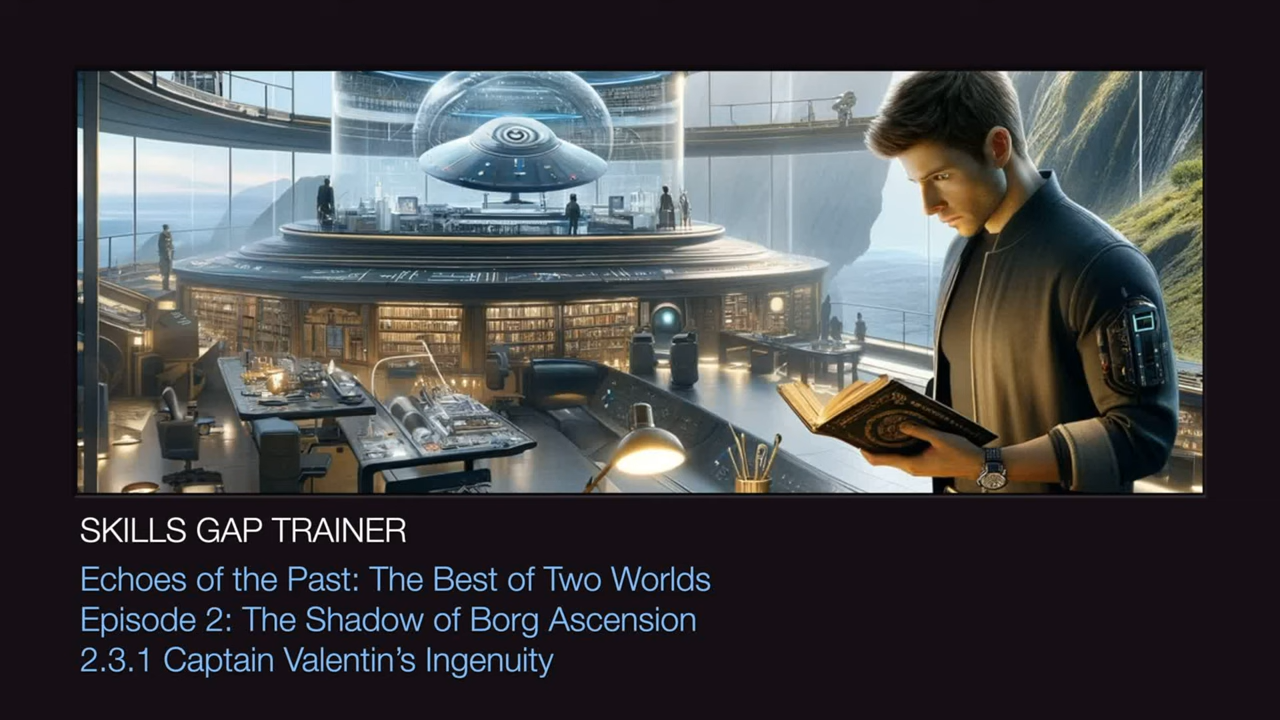 SKILLS GAP TRAINER
Echoes of the Past: The Best of Two Worlds
Episode 2: The Shadow of Borg Ascension
2.3.1 Captain Valentin’s Ingenuity